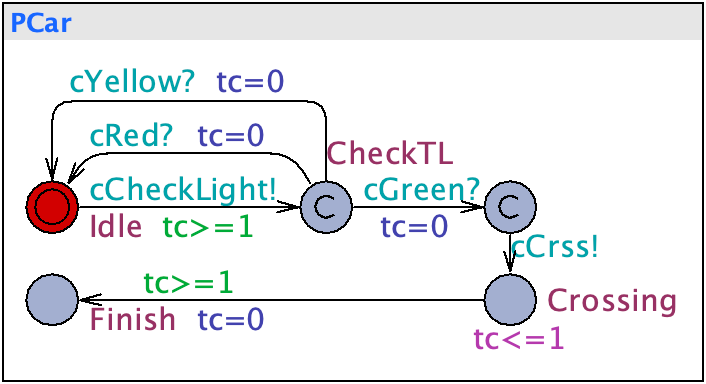 PCar
cYellow? tc=0
cRed? tc=0
CheckTL
cCheckLight! C cGreen? C
Idle tc>=1 tc=0
cCrss!
tc>=1
Crossing
Finish tc=0
tc<=1